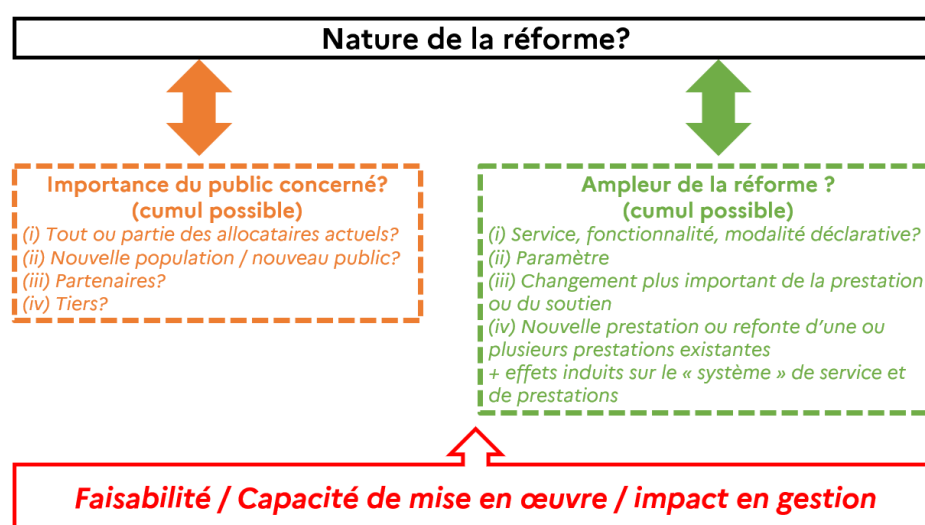 Nature de la réforme?
Importance du public concerné?
(cumul possible)
(i) Tout ou partie des allocataires actuels?
(ii) Nouvelle population / nouveau public?
(iii) Partenaires?
(iv) Tiers?
Ampleur de la réforme ?
(cumul possible)
(i) Service, fonctionnalité, modalité déclarative?
(ii) Paramètre
(iii) Changement plus important de la prestation
ou du soutien
(iv) Nouvelle prestation ou refonte d’une ou
plusieurs prestations existantes
+ effets induits sur le « système » de service et
de prestations
Faisabilité / Capacité de mise en œuvre / impact en gestion